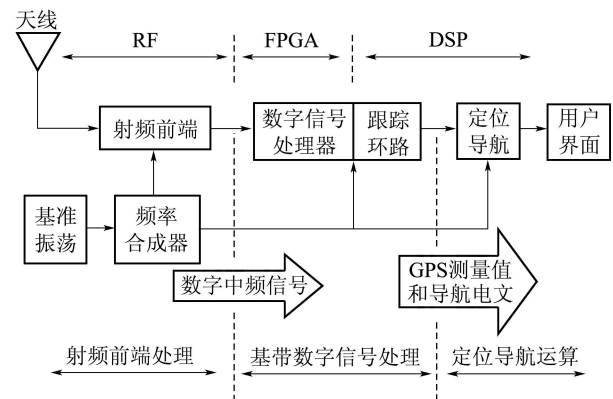 天线
RF
FPGA
DSP
射频前端
数字信号
处理器
跟踪
环路
定位
导航
用户
界面
基准
振荡
频率
合成器
数字中频信号
GPS测量值
和导航电文
射频前端处理
基带数字信号处理
定位导航运算